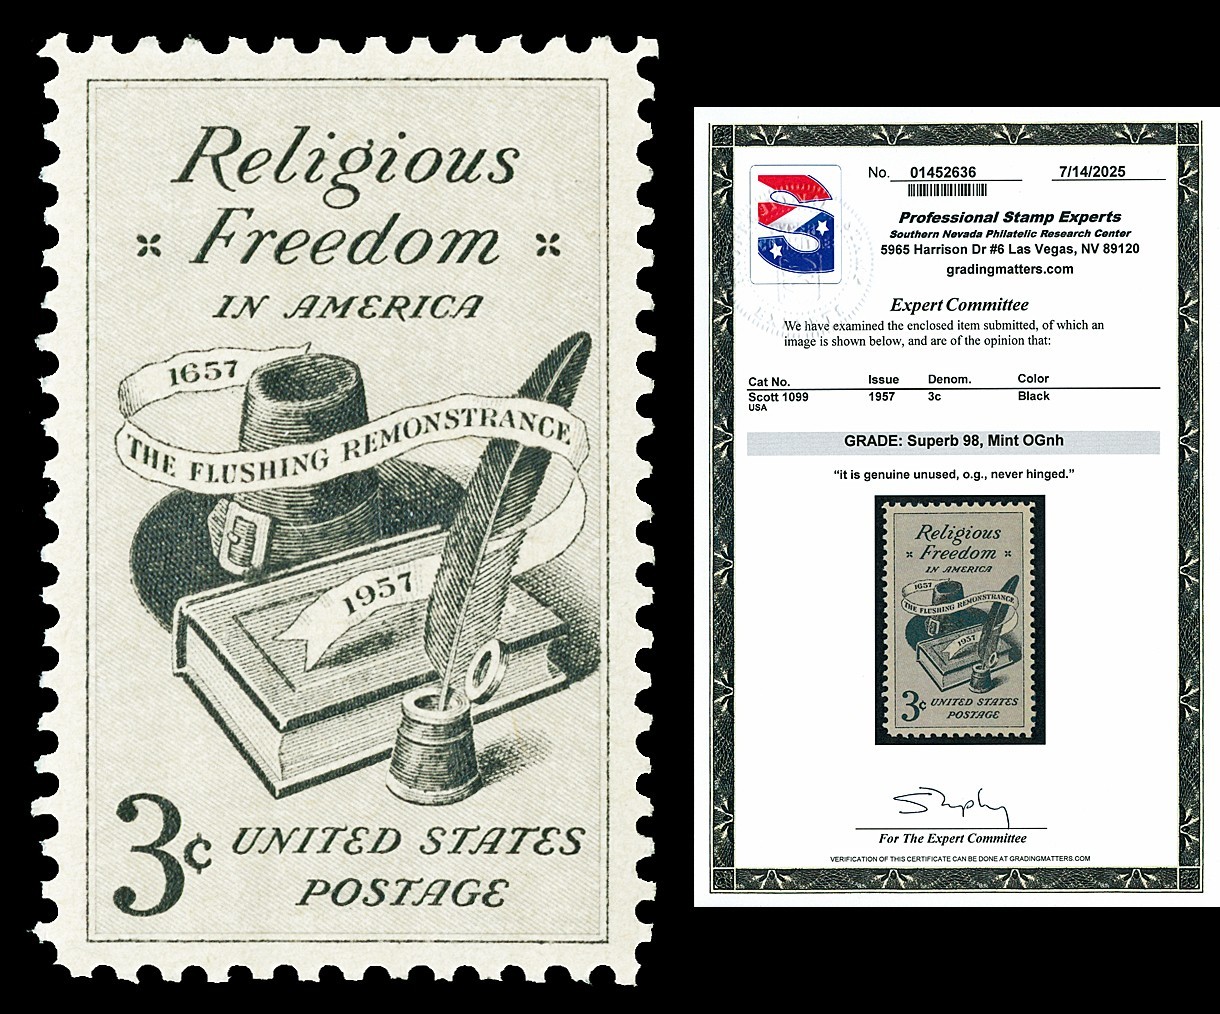 Religious
Freedom
IN AMERICA
1657
THE FLUSHING REMONSTRANCE
1957
3¢ UNITED STATES
POSTAGE
No. 01452636 7/14/2025
Professional Stamp Experts
Southern Nevada Philatelic Research Center
5965 Harrison Dr #6 Las Vegas, NV 89120
gradingmatters.com
Expert Committee
We have examined the enclosed item submitted, of which an
image is shown below, and are of the opinion that:
Cat No. Issue Denom. Color
Scott 1099 1957 3c Black
USA
GRADE: Superb 98, Mint OGnh
“it is genuine unused, o.g., never hinged.”
Religious
Freedom
IN AMERICA
1657
THE FLUSHING REMONSTRANCE
1957
3¢ UNITED STATES
POSTAGE
For The Expert Committee
VERIFICATION OF THIS CERTIFICATE CAN BE DONE AT GRADINGMATTERS.COM